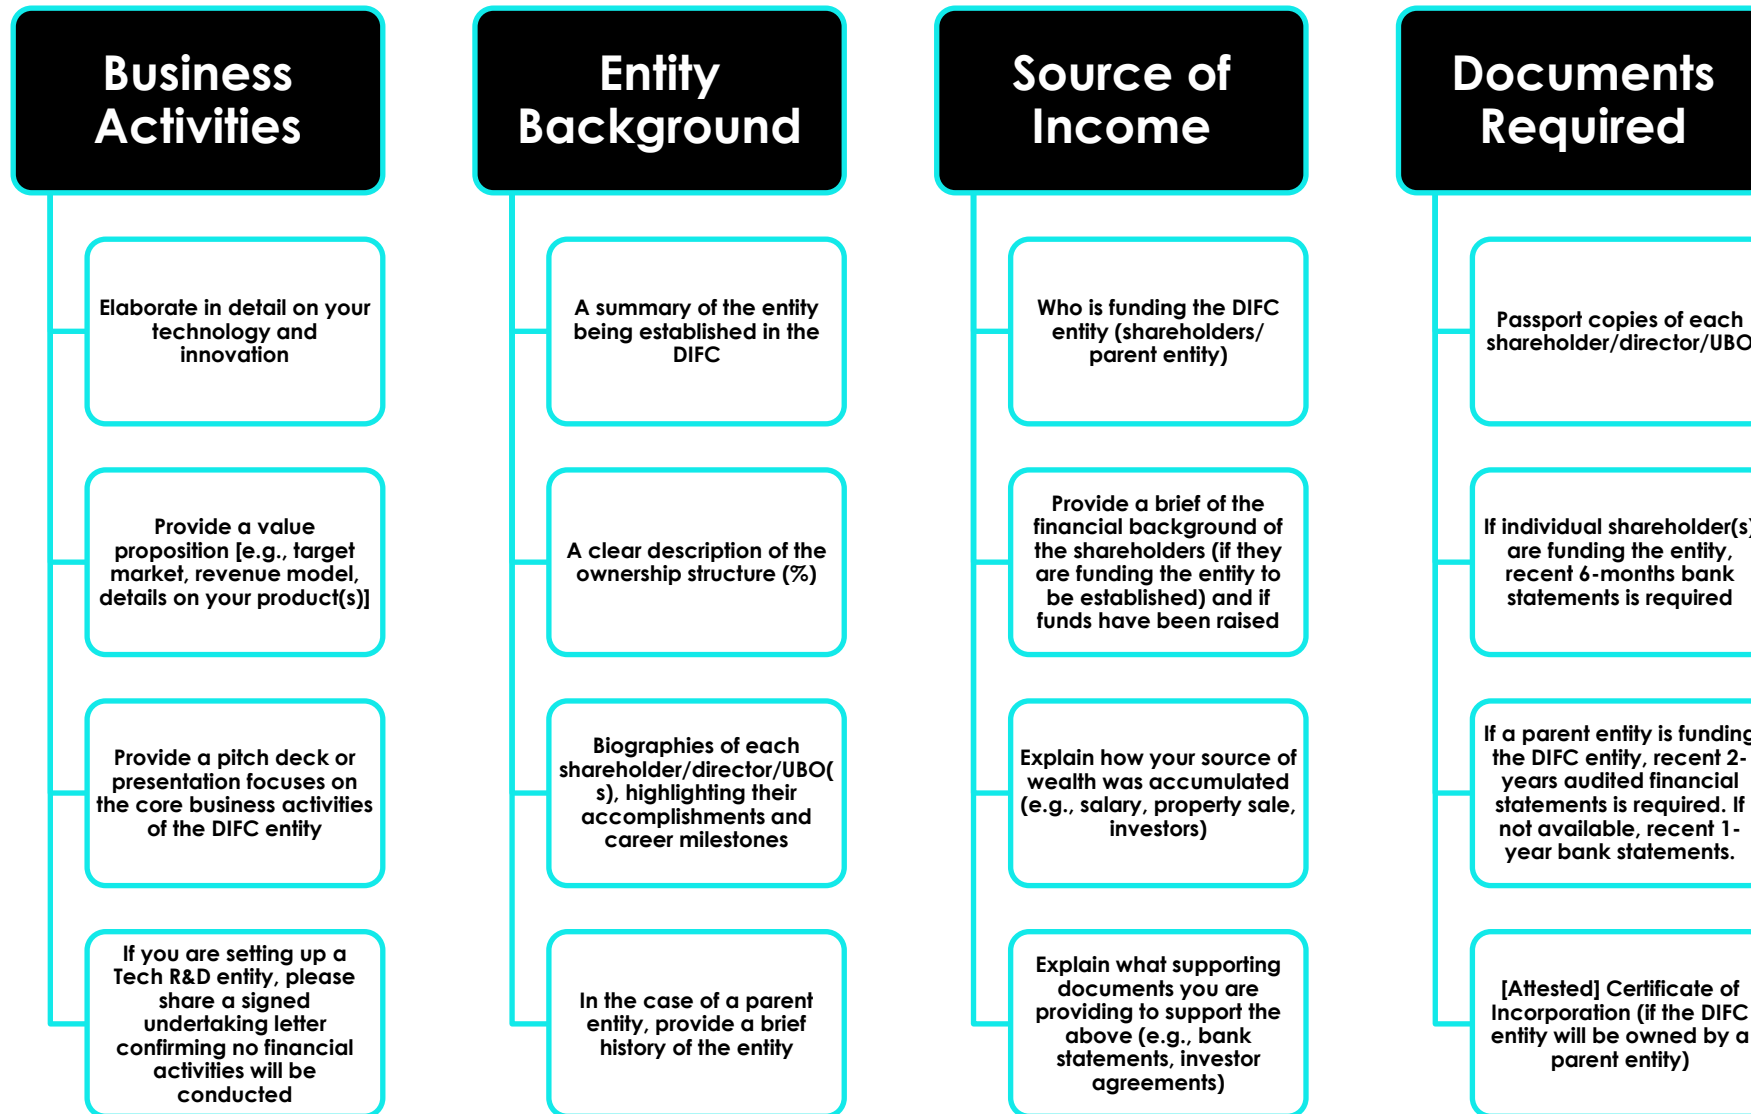 Business
Activities
Elaborate in detail on your
technology and
innovation
Provide a value
proposition [e.g., target
market, revenue model,
details on your product(s)]
Provide a pitch deck or
presentation focuses on
the core business activities
of the DIFC entity
If you are setting up a
Tech R&D entity, please
share a signed
undertaking letter
confirming no financial
activities will be
conducted
Entity
Background
A summary of the entity
being established in the
DIFC
A clear description of the
ownership structure (%)
Biographies of each
shareholder/director/UBO(
s), highlighting their
accomplishments and
career milestones
In the case of a parent
entity, provide a brief
history of the entity
Source of
Income
Who is funding the DIFC
entity (shareholders/
parent entity)
Provide a brief of the
financial background of
the shareholders (if they
are funding the entity to
be established) and if
funds have been raised
Explain how your source of
wealth was accumulated
(e.g., salary, property sale,
investors)
Explain what supporting
documents you are
providing to support the
above (e.g., bank
statements, investor
agreements)
Documents
Required
Passport copies of each
shareholder/director/UBO
If individual shareholder(s)
are funding the entity,
recent 6-months bank
statements is required
If a parent entity is funding
the DIFC entity, recent 2-
years audited financial
statements is required. If
not available, recent 1-
year bank statements.
[Attested] Certificate of
Incorporation (if the DIFC
entity will be owned by a
parent entity)